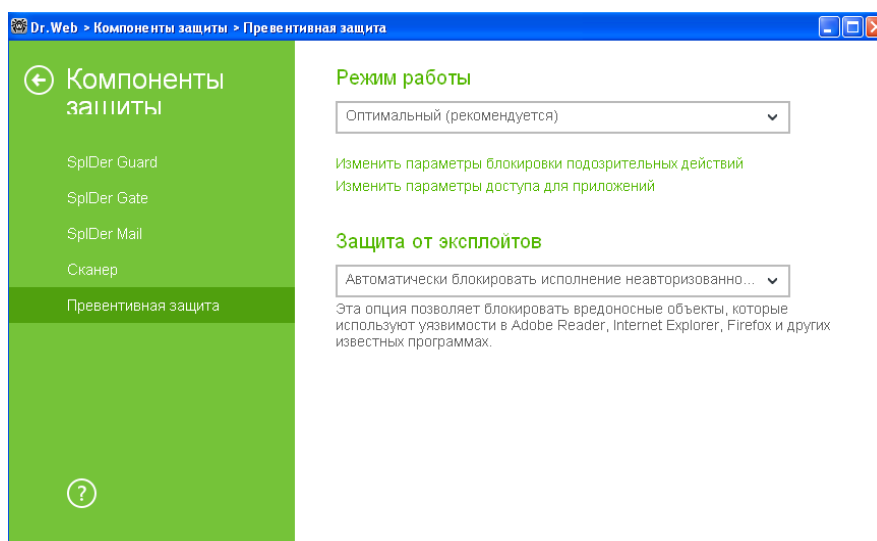 Dr.Web > Компоненты защиты > Превентивная защита
Компоненты
защиты
SpIDer Guard
SpIDer Gate
SpIDer Mail
Сканер
Превентивная защита
?
Режим работы
Оптимальный (рекомендуется)
Изменить параметры блокировки подозрительных действий
Изменить параметры доступа для приложений
Защита от эксплойтов
Автоматически блокировать исполнение неавторизованно...
Эта опция позволяет блокировать вредоносные объекты, которые
используют уязвимости в Adobe Reader, Internet Explorer, Firefox и других
известных программах.